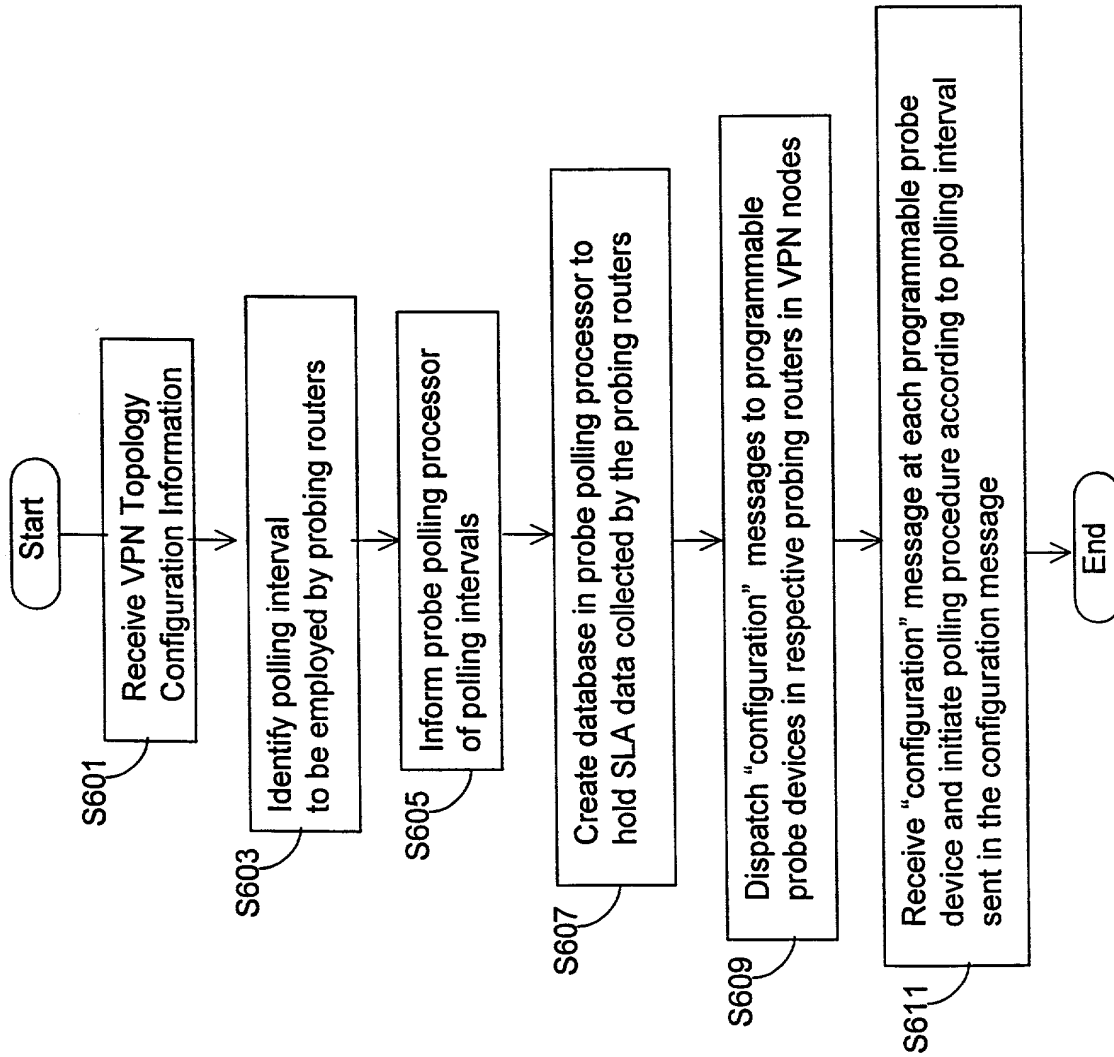 Start
S601
Receive VPN Topology
Configuration Information
S603
Identify polling interval
to be employed by probing routers
S605
Inform probe polling processor
of polling intervals
S607
Create database in probe polling processor to
hold SLA data collected by the probing routers
S609
Dispatch “configuration” messages to programmable
probe devices in respective probing routers in VPN nodes
S611
Receive “configuration” message at each programmable probe
device and initiate polling procedure according to polling interval
sent in the configuration message
End